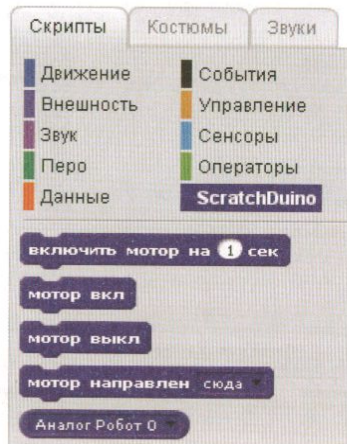 Скрипты Костюмы Звуки
Движение События
Внешность Управление
Звук Сенсоры
Перо Операторы
Данные ScratchDuino
включить мотор на 1 сек
мотор вкл
мотор выкл
мотор направлен сюда
Аналог Робот 0